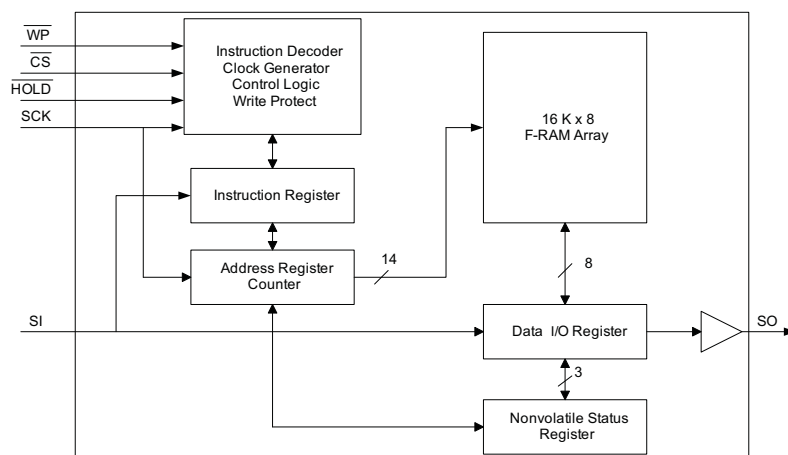 WP
CS
HOLD
SCK
Instruction Decoder
Clock Generator
Control Logic
Write Protect
16 K x 8
F-RAM Array
Instruction Register
Address Register
Counter
14
8
SI
Data I/O Register
SO
3
Nonvolatile Status
Register